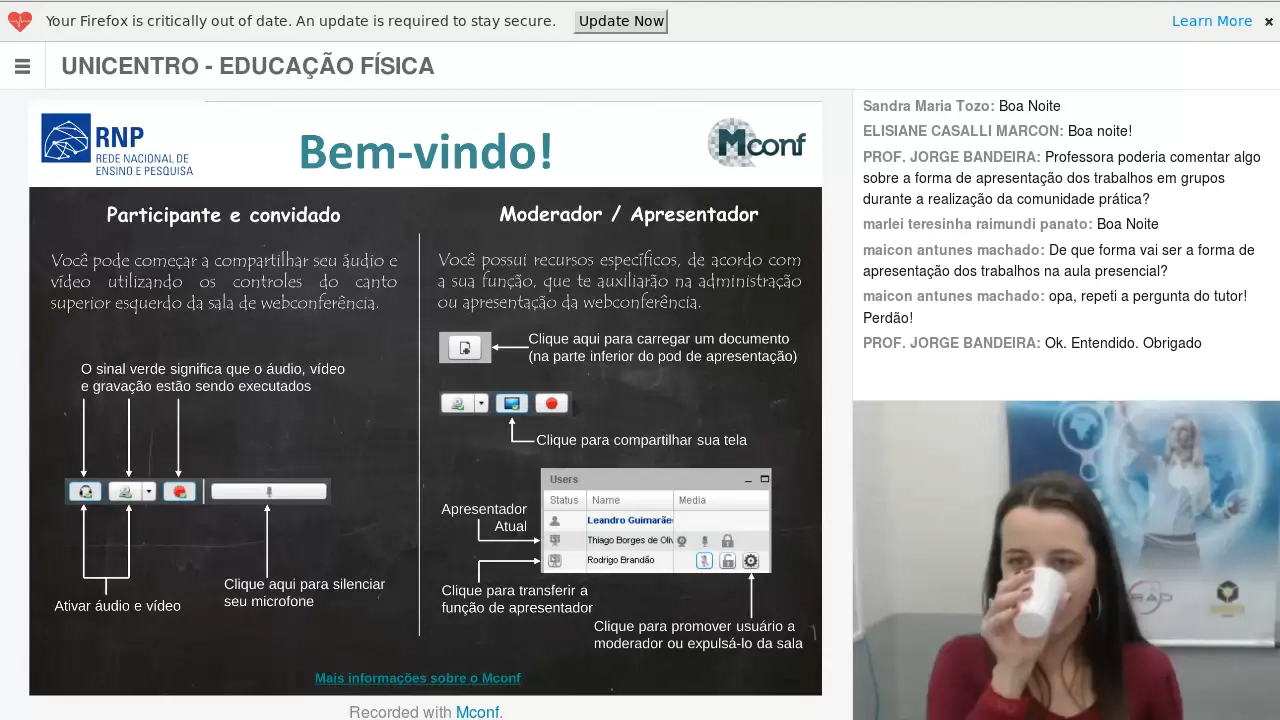 Your Firefox is critically out of date. An update is required to stay secure.
Update Now
Learn More
UNICENTRO - EDUCAÇÃO FÍSICA
RNP
REDE NACIONAL DE
ENSINO E PESQUISA
Bem-vindo!
Mconf
Participante e convidado
Você pode começar a compartilhar seu áudio e
vídeo utilizando os controles do canto
superior esquerdo da sala de webconferência.
O sinal verde significa que o áudio, vídeo
e gravação estão sendo executados
Ativar áudio e vídeo
Clique aqui para silenciar
seu microfone
Moderador / Apresentador
Você possui recursos específicos, de acordo com
a sua função, que te auxiliarão na administração
ou apresentação da webconferência.
Clique aqui para carregar um documento
(na parte inferior do pod de apresentação)
Clique para compartilhar sua tela
Users
Status Name Media
Leandro Guimarães
Thiago Borges de Oliv
Rodrigo Brandão
Apresentador
Atual
Clique para transferir a
função de apresentador
Clique para promover usuário a
moderador ou expulsá-lo da sala
Mais informações sobre o Mconf
Recorded with Mconf.
Sandra Maria Tozo: Boa Noite
ELISIANE CASALLI MARCON: Boa noite!
PROF. JORGE BANDEIRA: Professora poderia comentar algo
sobre a forma de apresentação dos trabalhos em grupos
durante a realização da comunidade prática?
marlei teresinha raimundi panato: Boa Noite
maicon antunes machado: De que forma vai ser a forma de
apresentação dos trabalhos na aula presencial?
maicon antunes machado: opa, repeti a pergunta do tutor!
Perdão!
PROF. JORGE BANDEIRA: Ok. Entendido. Obrigado